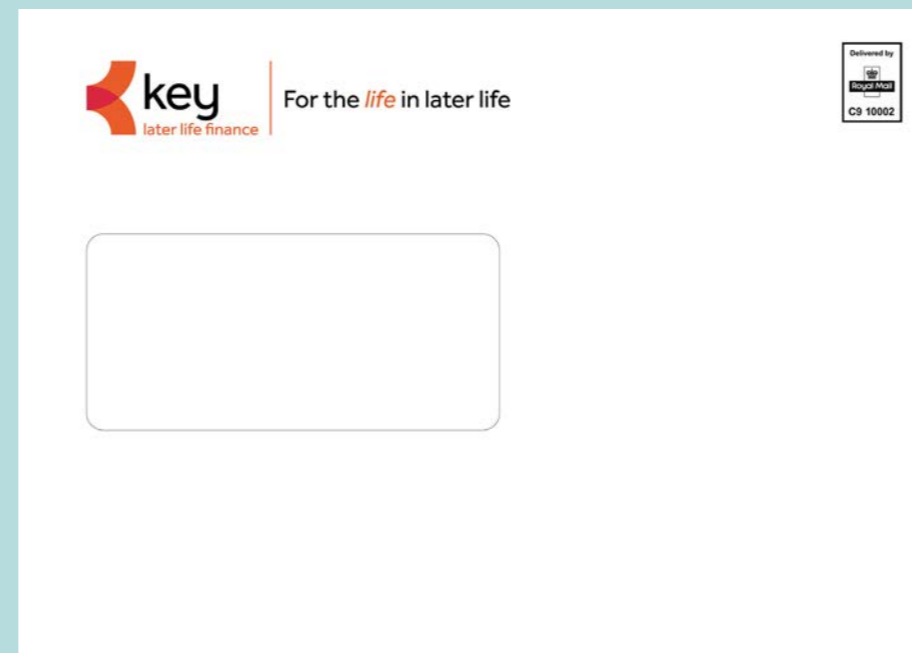 key
later life finance
For the life in later life
Delivered by
Royal Mail
C9 10002